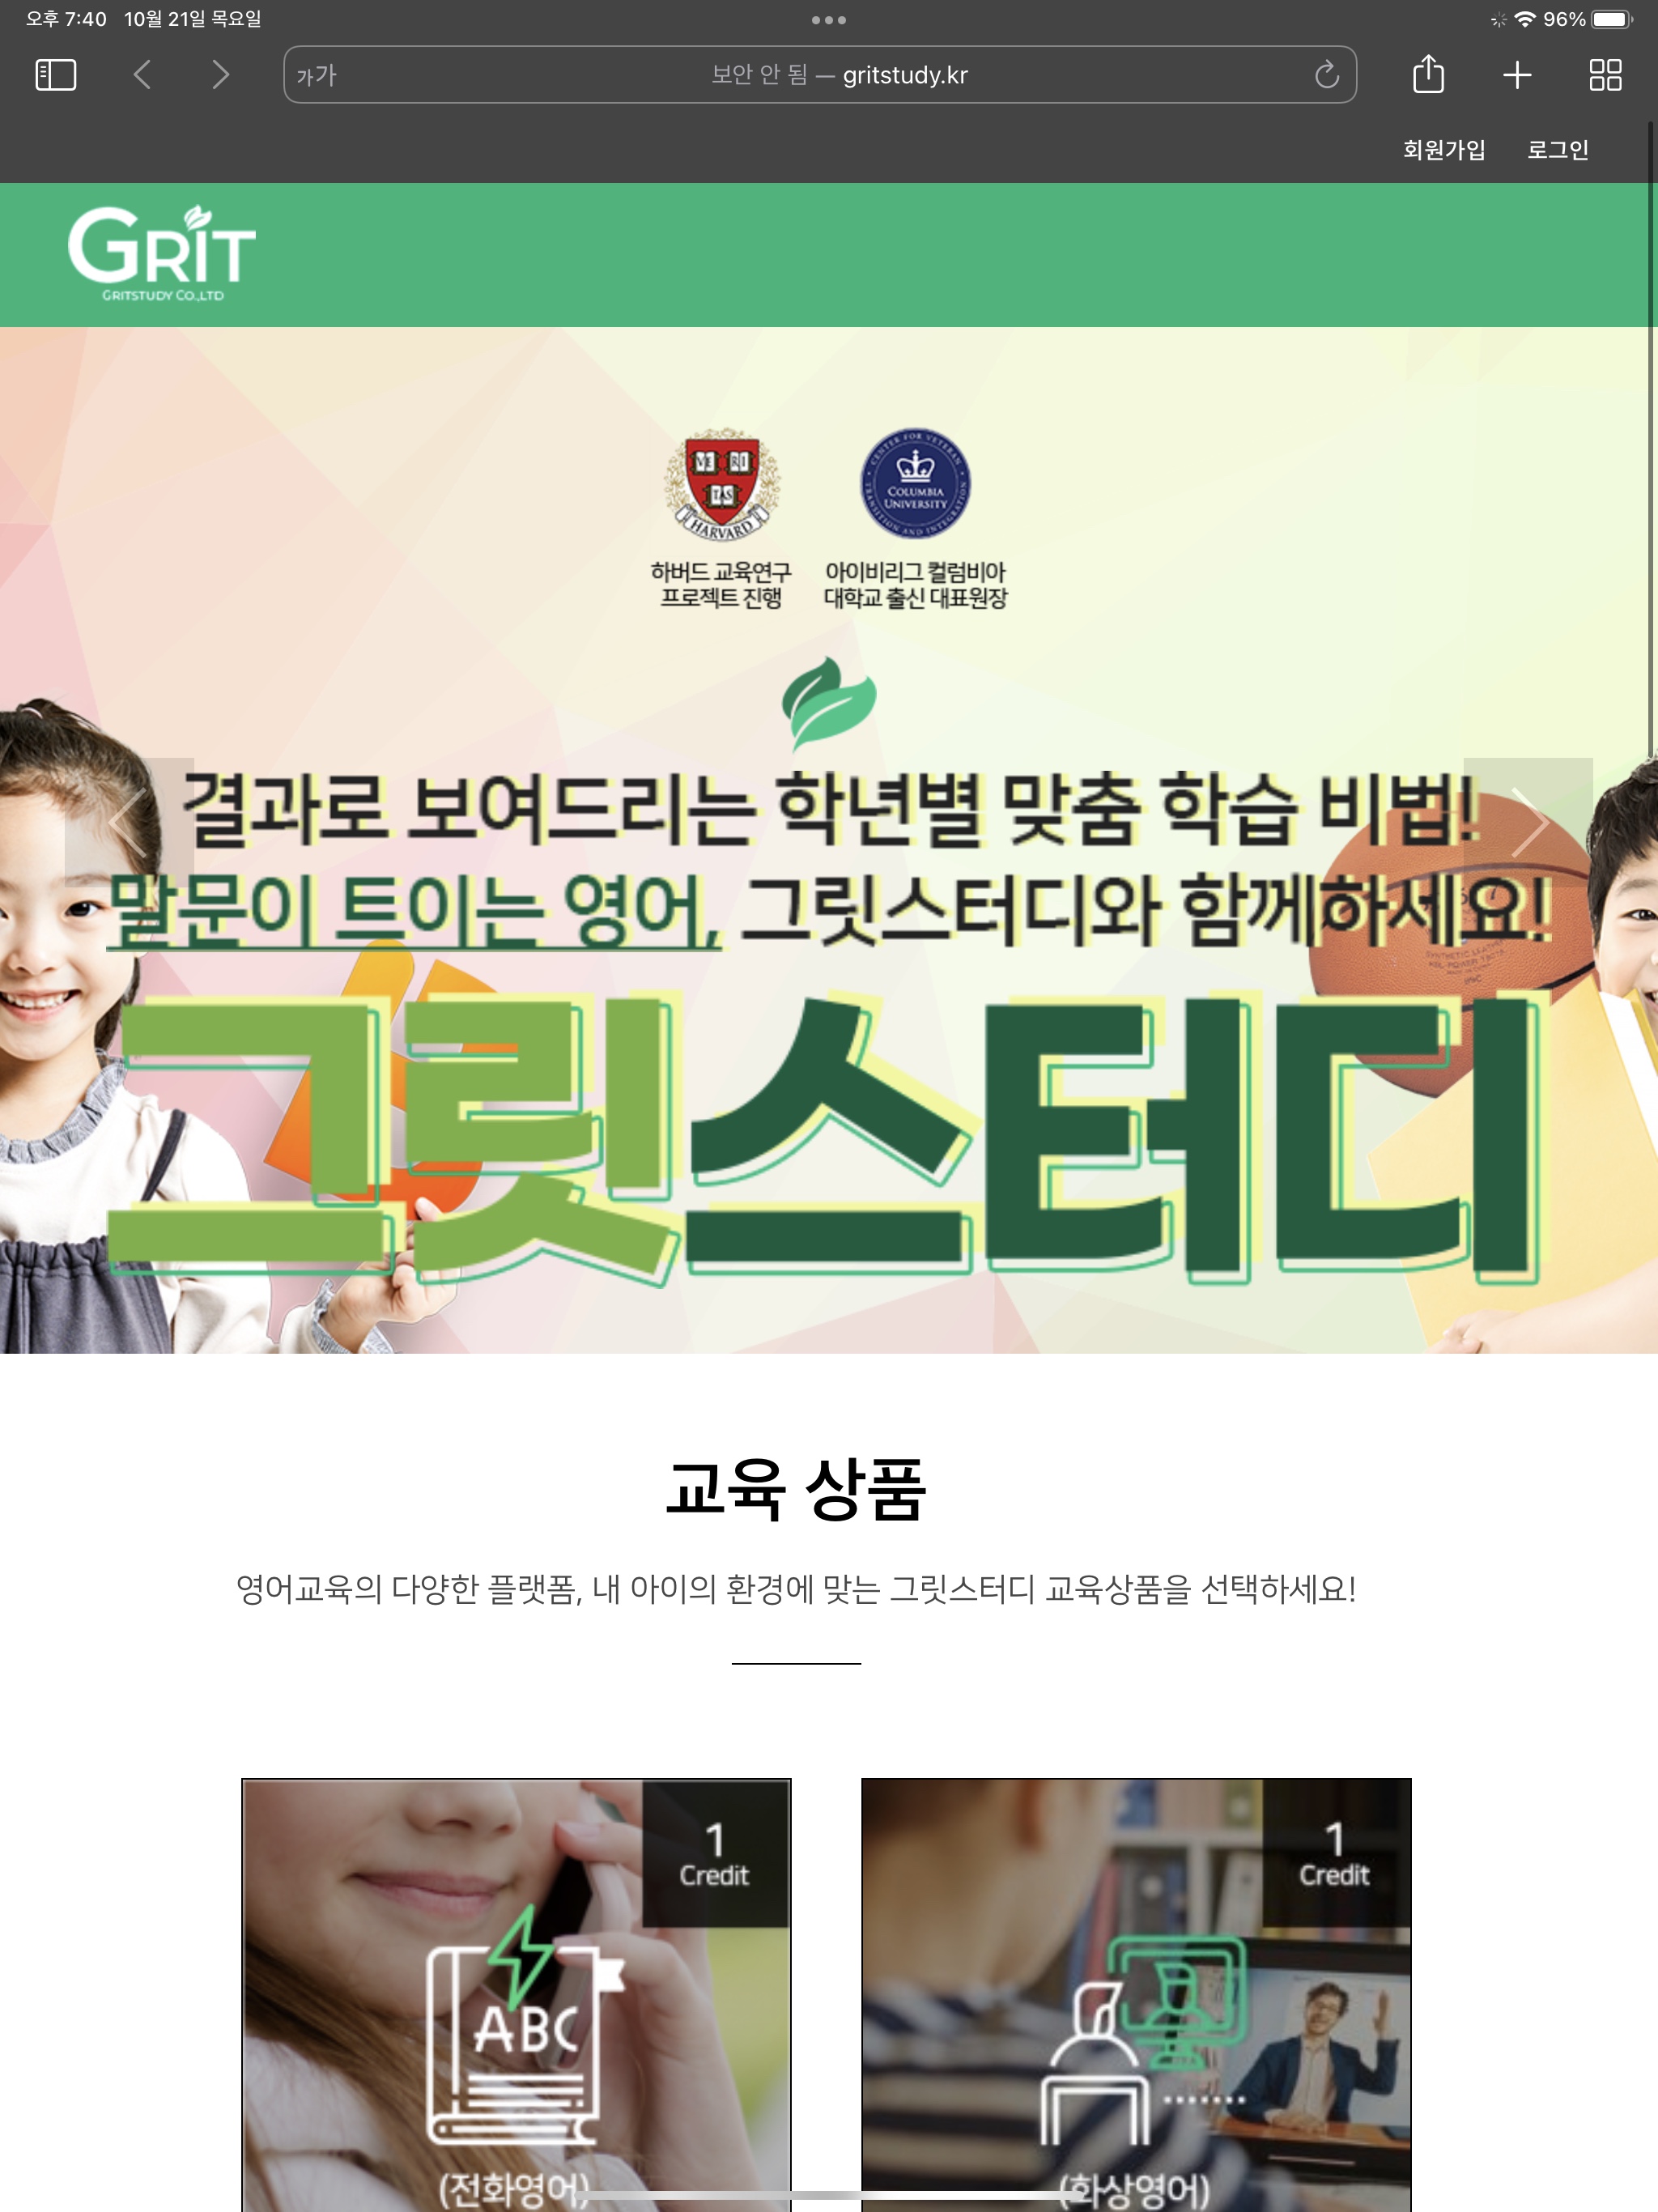 오후 7:40 10월 21일 목요일
96%
가가
보안 안 됨 — gritstudy.kr
회원가입 로그인
GRIT
GRITSTUDY CO.,LTD
VE RI
TAS
HARVARD
CENTER FOR VETERAN
COLUMBIA
UNIVERSITY
TRANSITION AND INTEGRATION
하버드 교육연구
프로젝트 진행
아이비리그 컬럼비아
대학교 출신 대표원장
결과로 보여드리는 학년별 맞춤 학습 비법!
말문이 트이는 영어, 그릿스터디와 함께하세요!
그릿스터디
교육 상품
영어교육의 다양한 플랫폼, 내 아이의 환경에 맞는 그릿스터디 교육상품을 선택하세요!
1
Credit
ABC
(전화영어)
1
Credit
(화상영어)